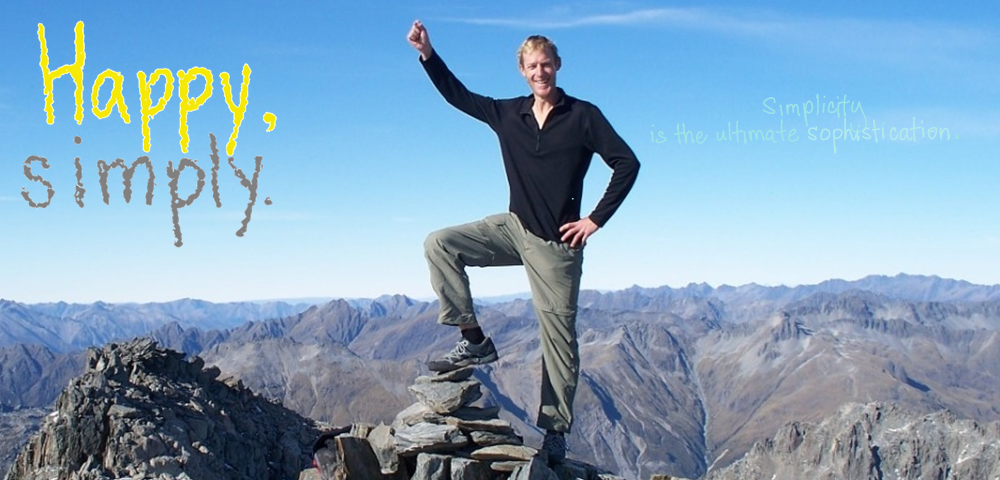 Happy,
simply.
Simplicity
is the ultimate sophistication.